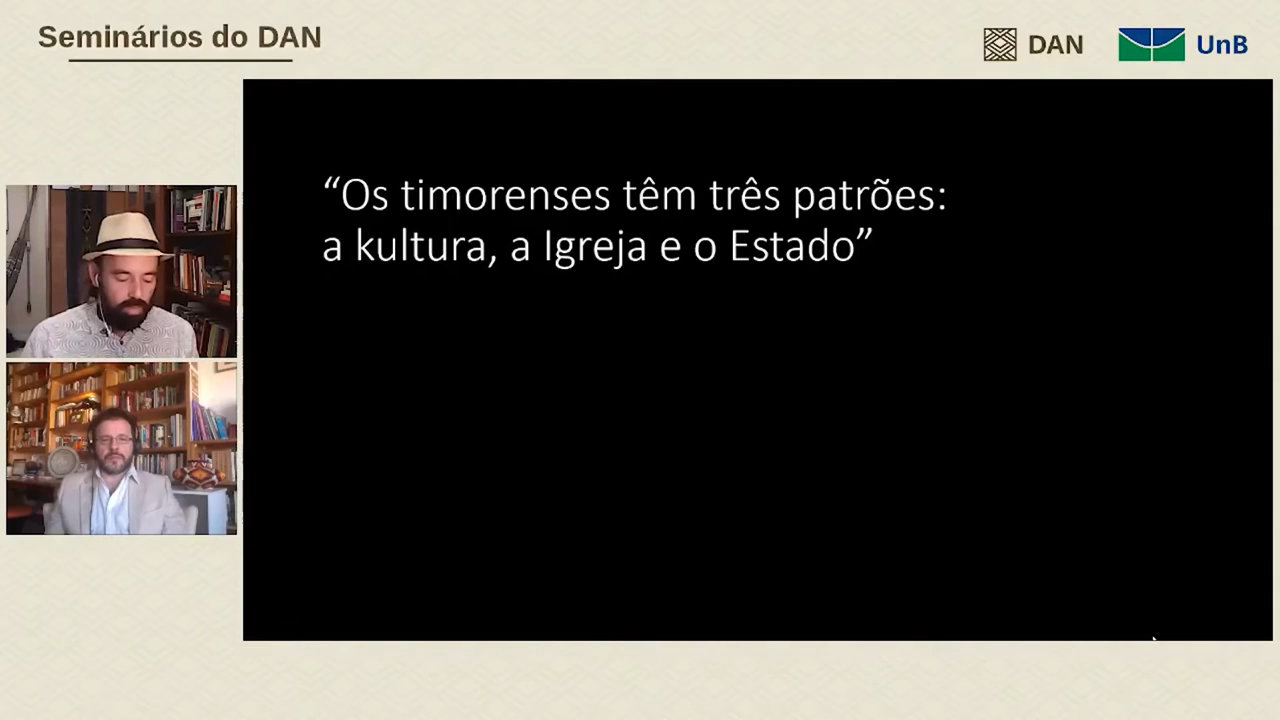 Seminários do DAN
DAN
UnB
“Os timorenses têm três patrões:
a kultura, a Igreja e o Estado”